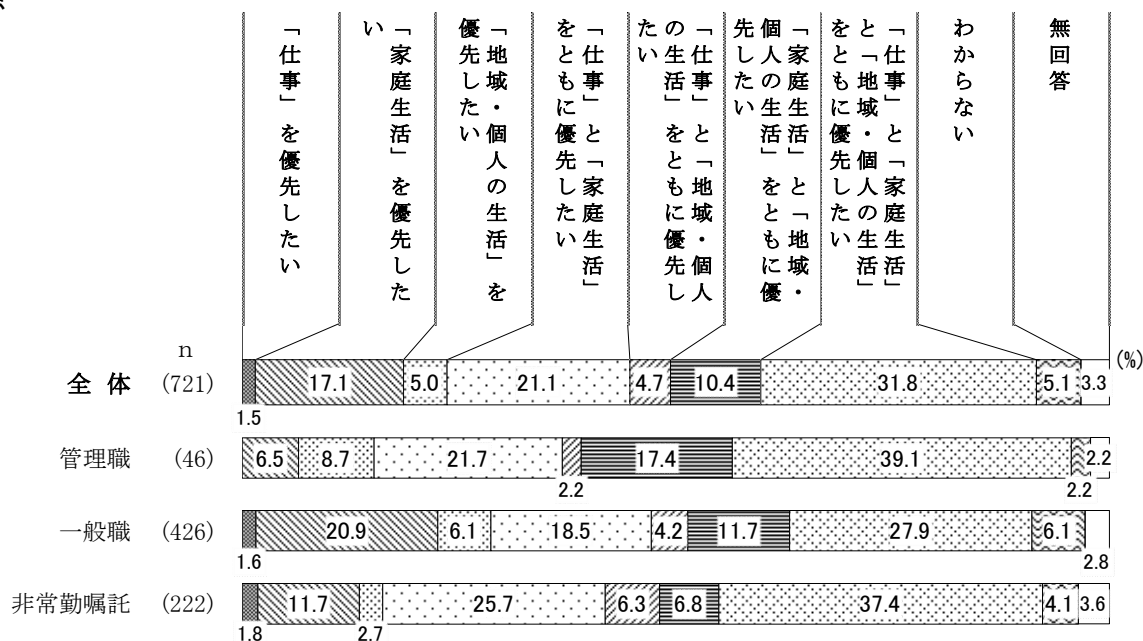 「仕事」を優先したい
「家庭生活」を優先した
い
「地域・個人の生活」を
優先したい
「仕事」と「家庭生活」
をともに優先したい
「仕事」と「地域・個人
の生活」をともに優先し
たい
「家庭生活」と「地域・
個人の生活」をともに優
先したい
「仕事」と「家庭生活」
と「地域・個人の生活」
をともに優先したい
わからない
無回答
n
(%)
全体 (721) 17.1 5.0 21.1 4.7 10.4 31.8 5.1 3.3
1.5
管理職 (46) 6.5 8.7 21.7 17.4 39.1 2.2
2.2 2.2
一般職 (426) 20.9 6.1 18.5 4.2 11.7 27.9 6.1
1.6 2.8
非常勤嘱託 (222) 11.7 25.7 6.3 6.8 37.4 4.1 3.6
1.8 2.7